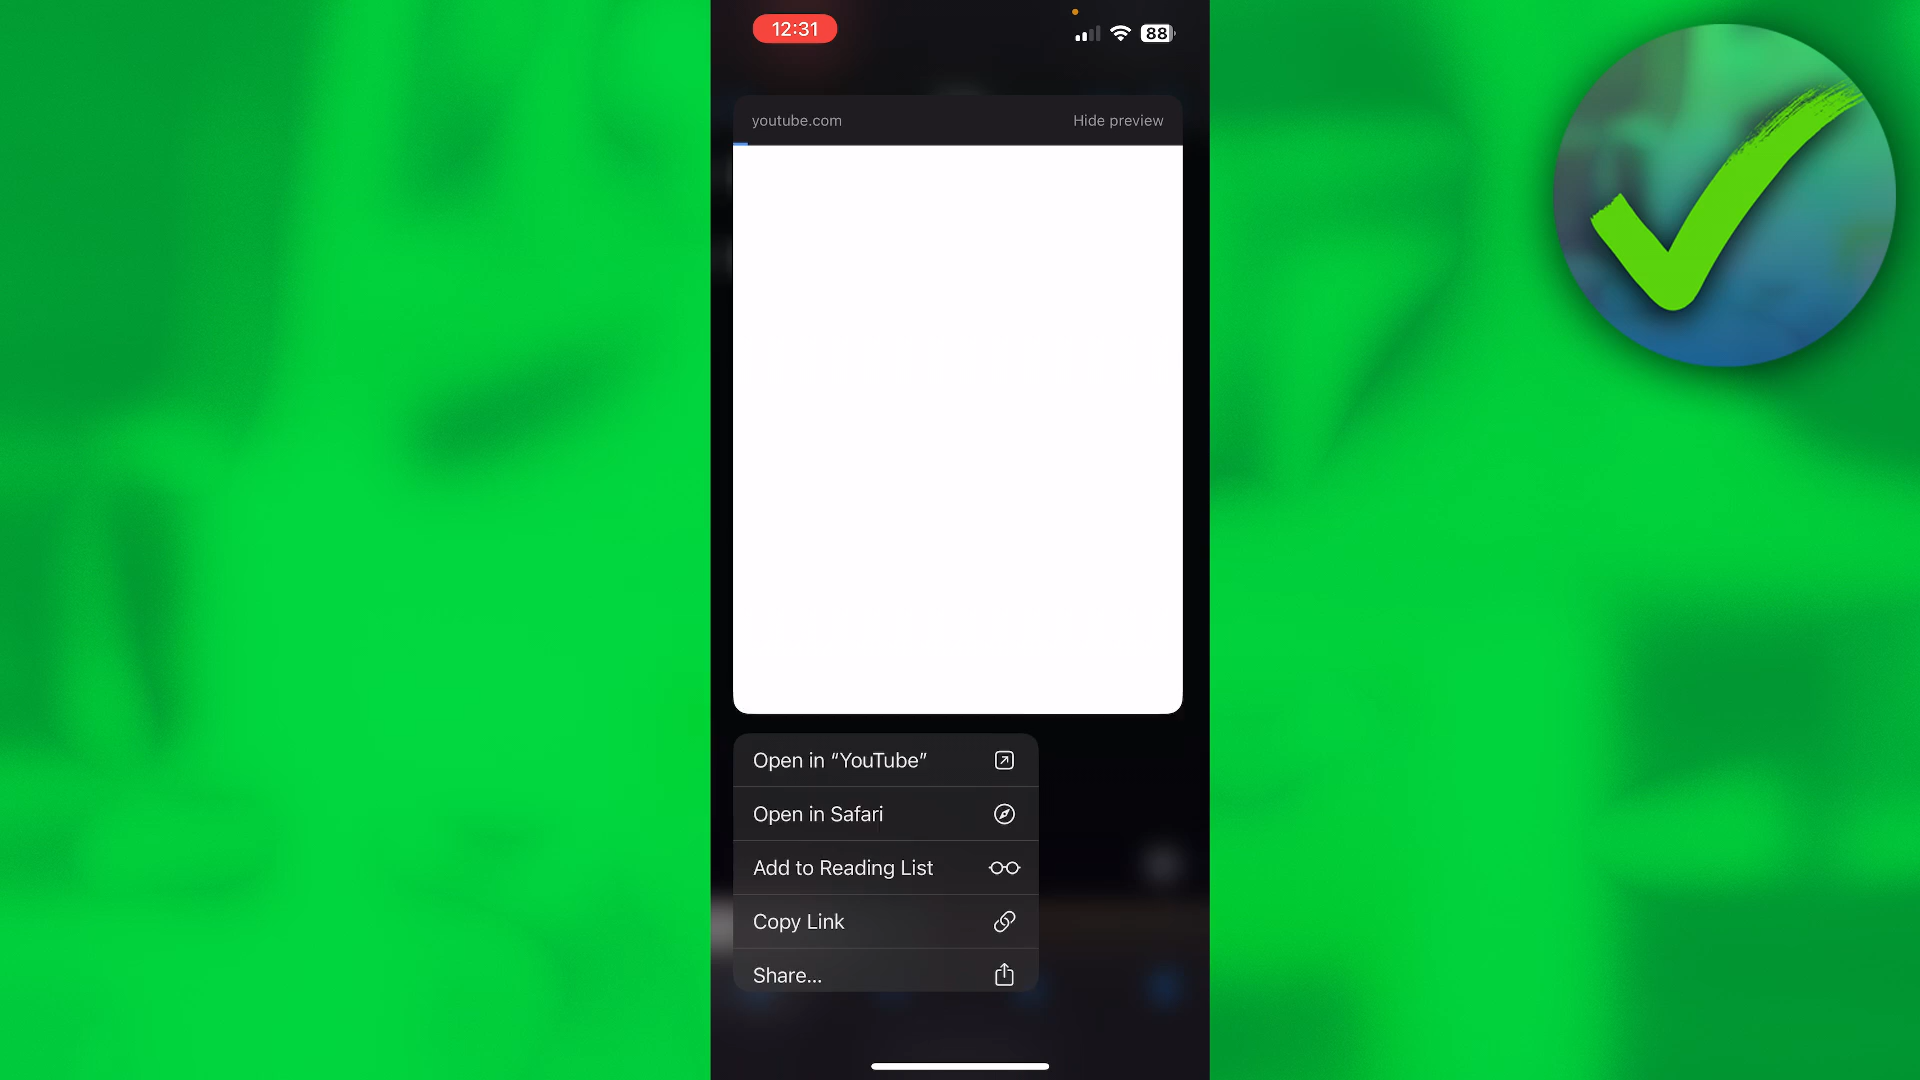 12:31
88
youtube.com
Hide preview
Open in “YouTube”
Open in Safari
Add to Reading List
Copy Link
Share...